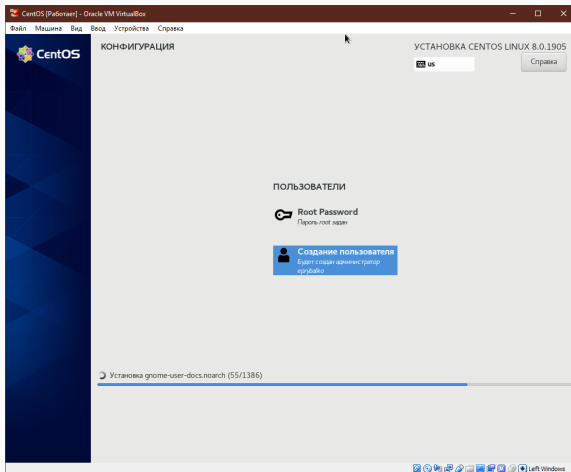 CentOS [Работает] - Oracle VM VirtualBox
Файл Машина Вид Ввод Устройства Справка
CentOS
КОНФИГУРАЦИЯ
УСТАНОВКА CENTOS LINUX 8.0.1905
us
Справка
ПОЛЬЗОВАТЕЛИ
Root Password
Пароль root задан
Создание пользователя
Будет создан администратор
eprybalko
Установка gnome-user-docs.noarch (55/1386)
Left Windows